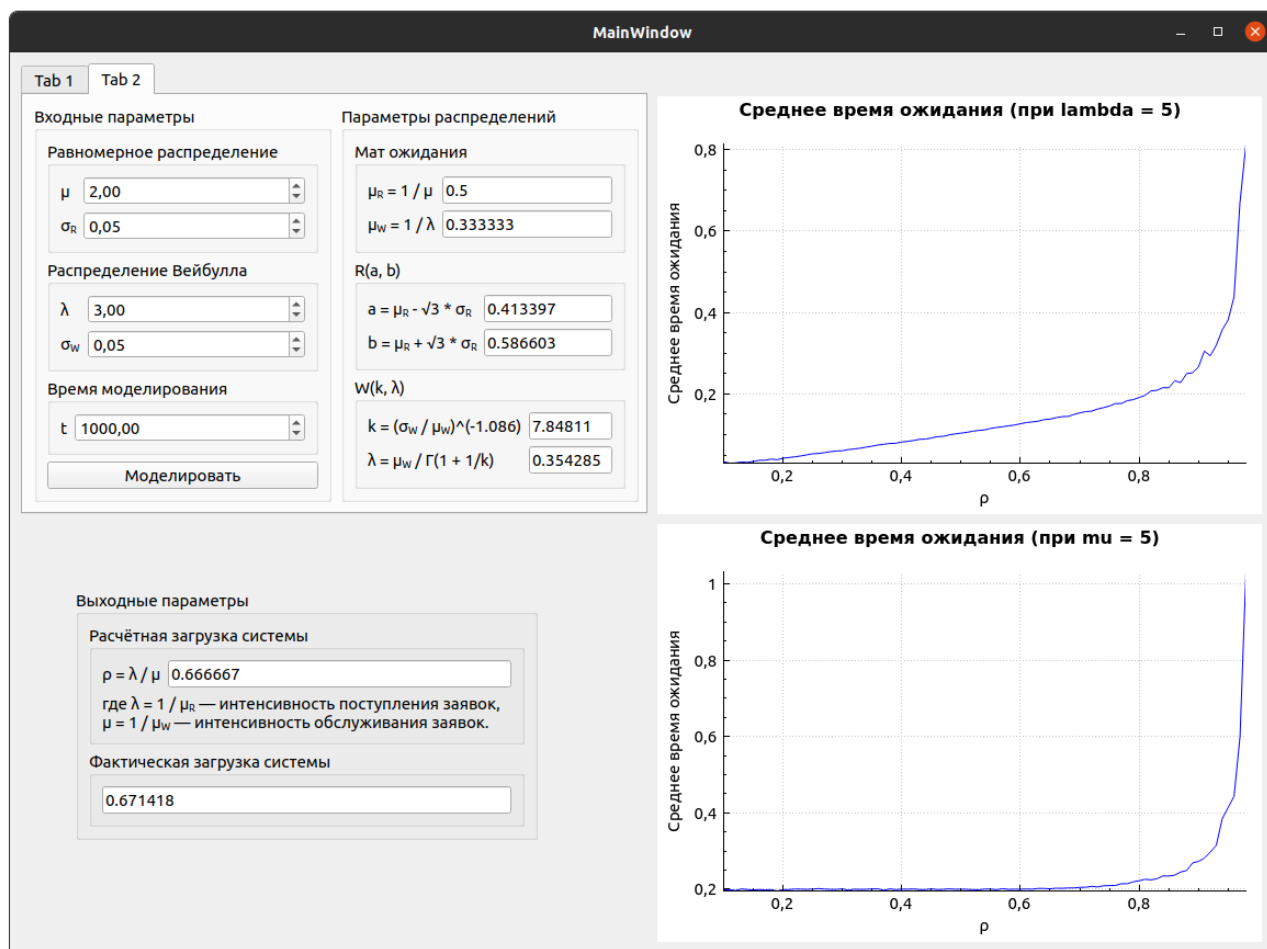 MainWindow
Tab 1
Tab 2
Входные параметры
Равномерное распределение
μ 2,00
σR 0,05
Распределение Вейбулла
λ 3,00
σW 0,05
Время моделирования
t 1000,00
Моделировать
Параметры распределений
Мат ожидания
μR = 1 / μ 0.5
μW = 1 / λ 0.333333
R(a, b)
a = μR - √3 * σR 0.413397
b = μR + √3 * σR 0.586603
W(k, λ)
k = (σW / μW)^(-1.086) 7.84811
λ = μW / Γ(1 + 1/k) 0.354285
Выходные параметры
Расчётная загрузка системы
ρ = λ / μ 0.666667
где λ = 1 / μR — интенсивность поступления заявок,
μ = 1 / μW — интенсивность обслуживания заявок.
Фактическая загрузка системы
0.671418
Среднее время ожидания (при lambda = 5)
Среднее время ожидания
0,8
0,6
0,4
0,2
0,2 0,4 0,6 0,8
ρ
Среднее время ожидания (при mu = 5)
Среднее время ожидания
1
0,8
0,6
0,4
0,2
0,2 0,4 0,6 0,8
ρ